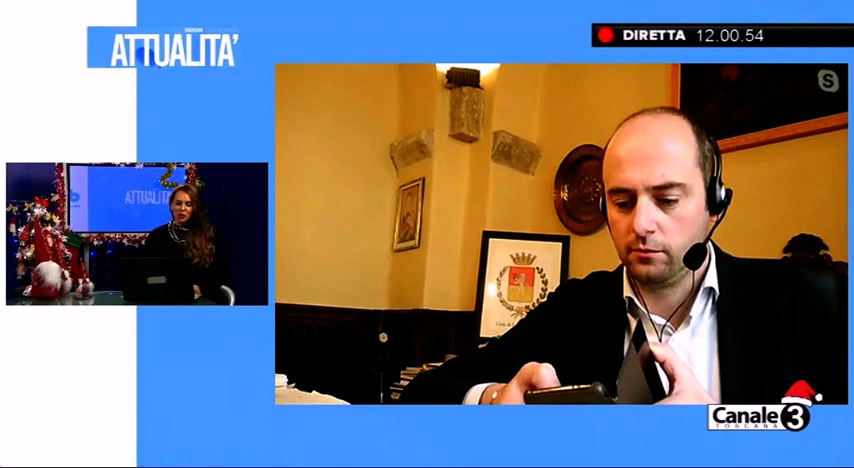 ATTUALITA'
DIRETTA 12.00.54
ATTUALITA
Canale 3
TOSCANA